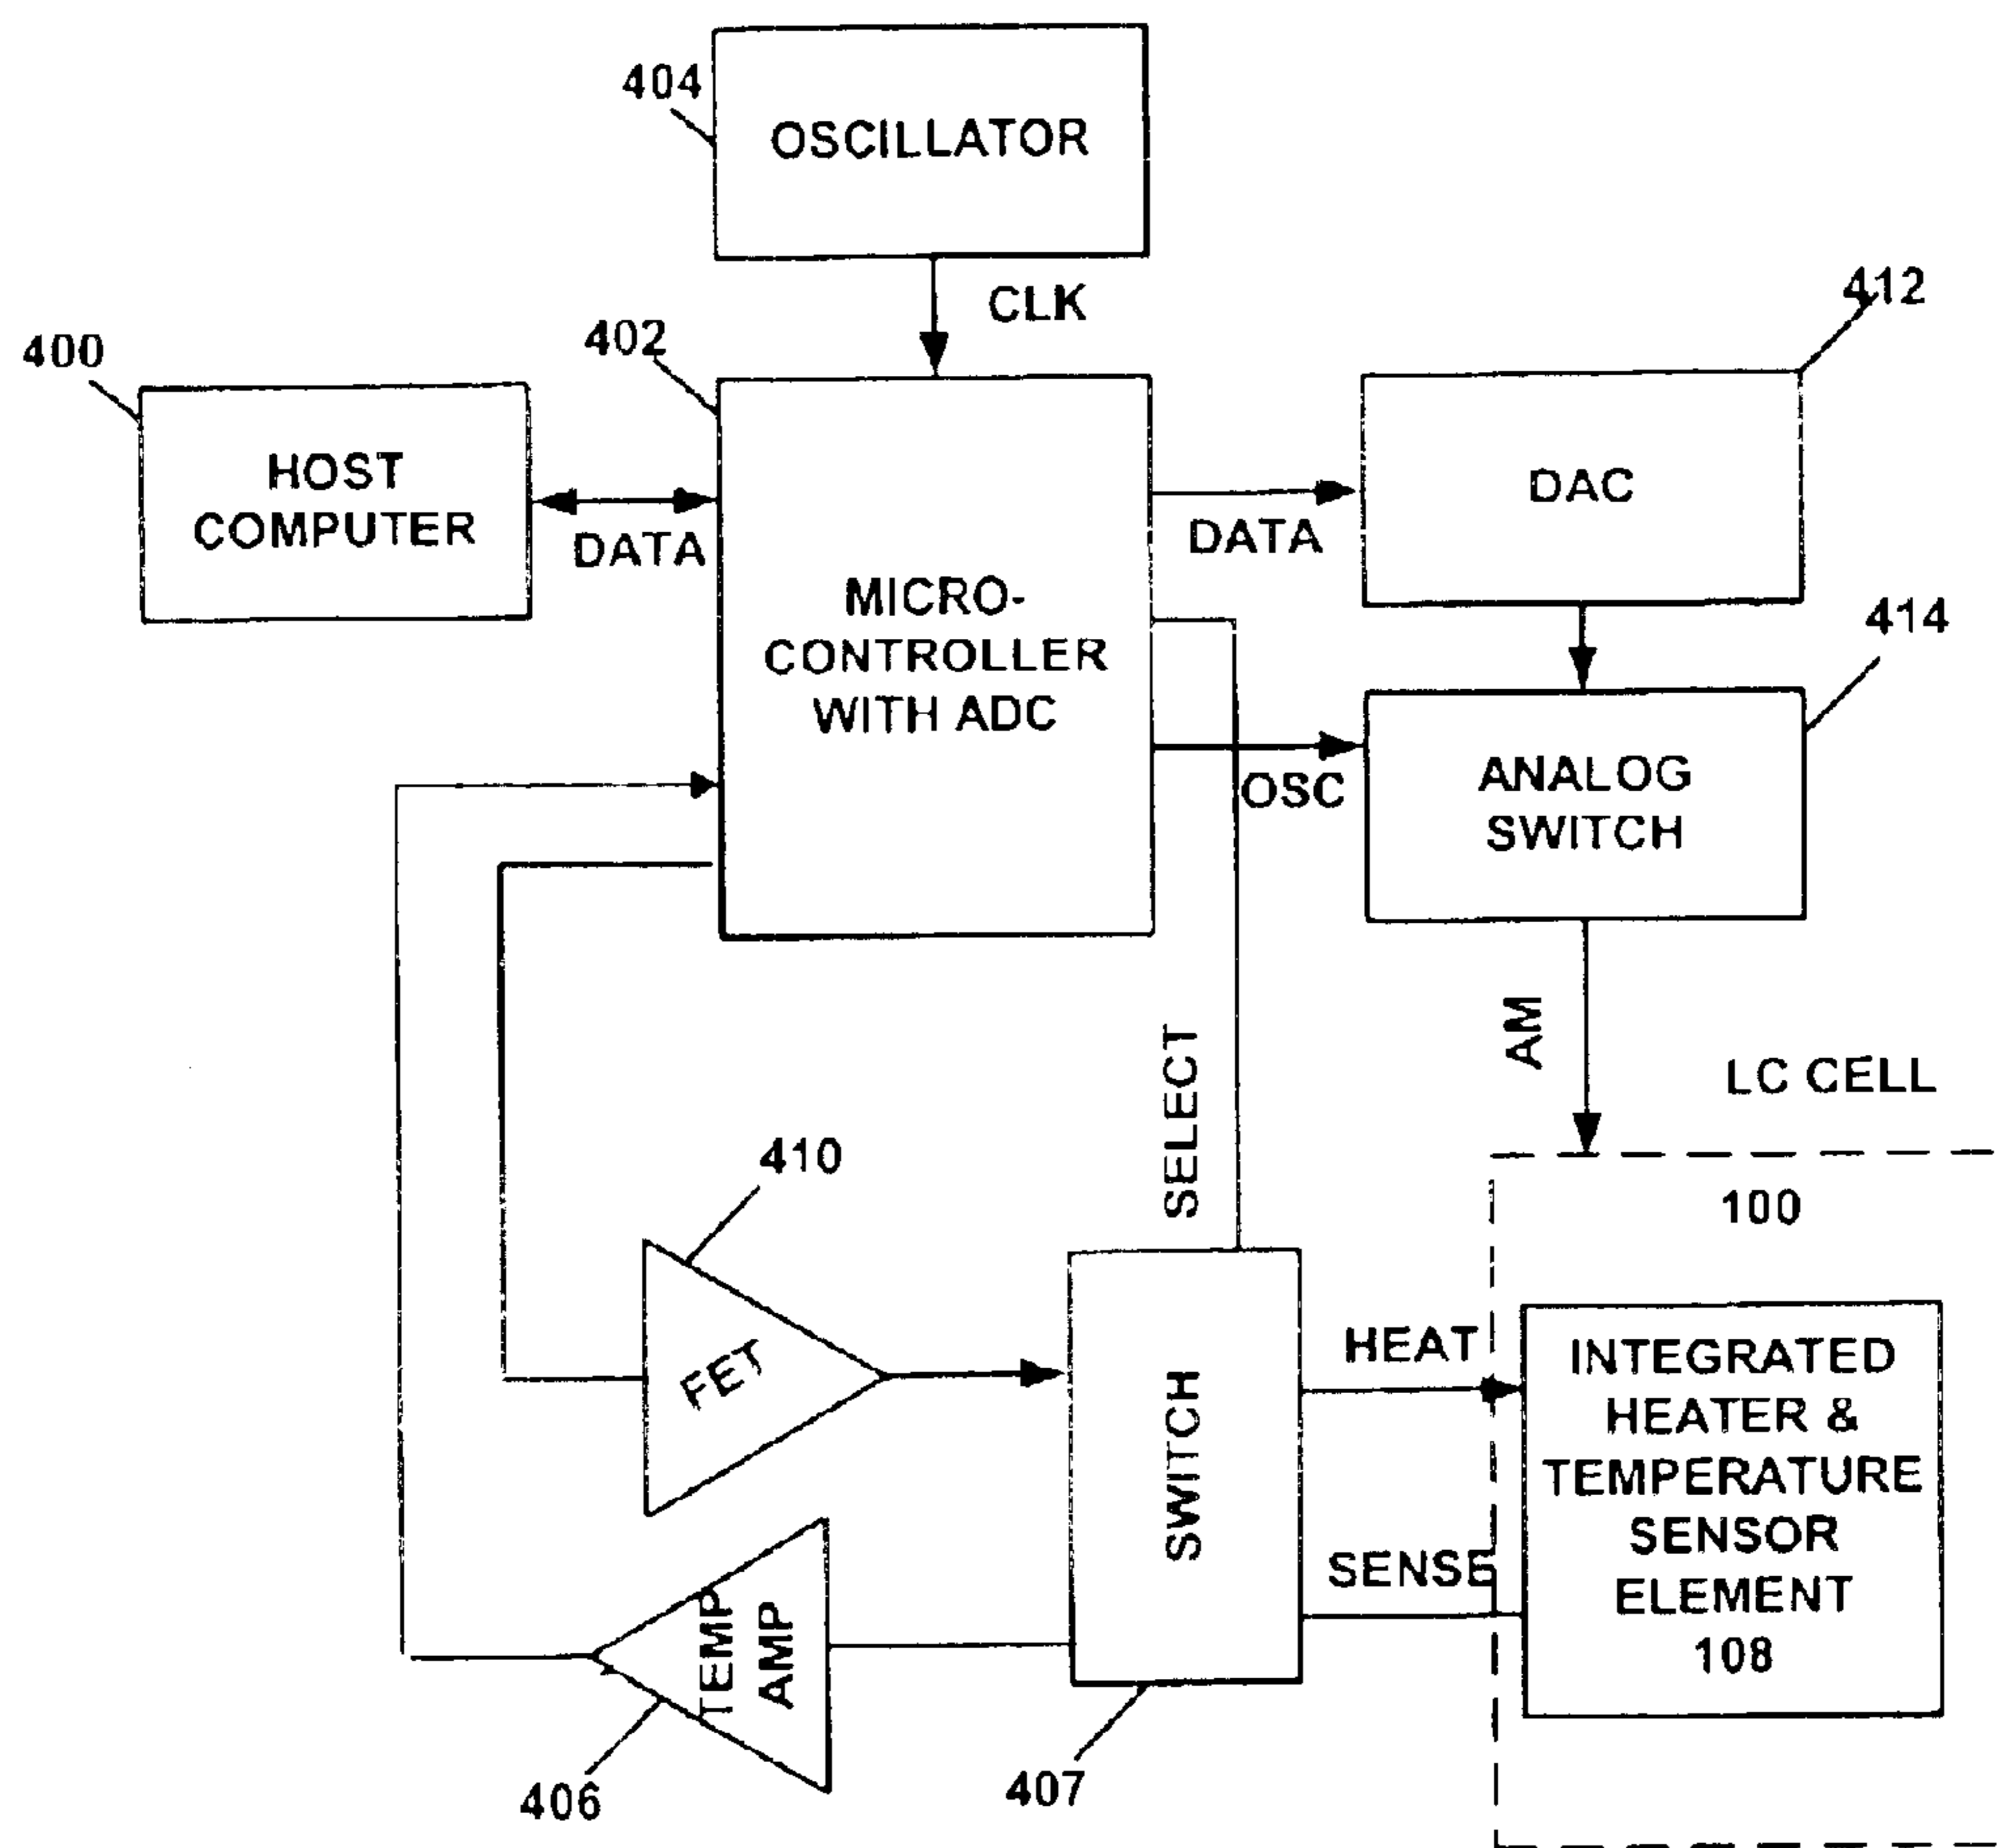 404
OSCILLATOR
CLK
412
402
400
HOST
COMPUTER
DATA
MICRO-
CONTROLLER
WITH ADC
DATA
DAC
414
OSC
ANALOG
SWITCH
AM
SELECT
LC CELL
100
410
FET
SWITCH
HEAT
SENSE
INTEGRATED
HEATER &
TEMPERATURE
SENSOR
ELEMENT
108
TEMP
AMP
406
407